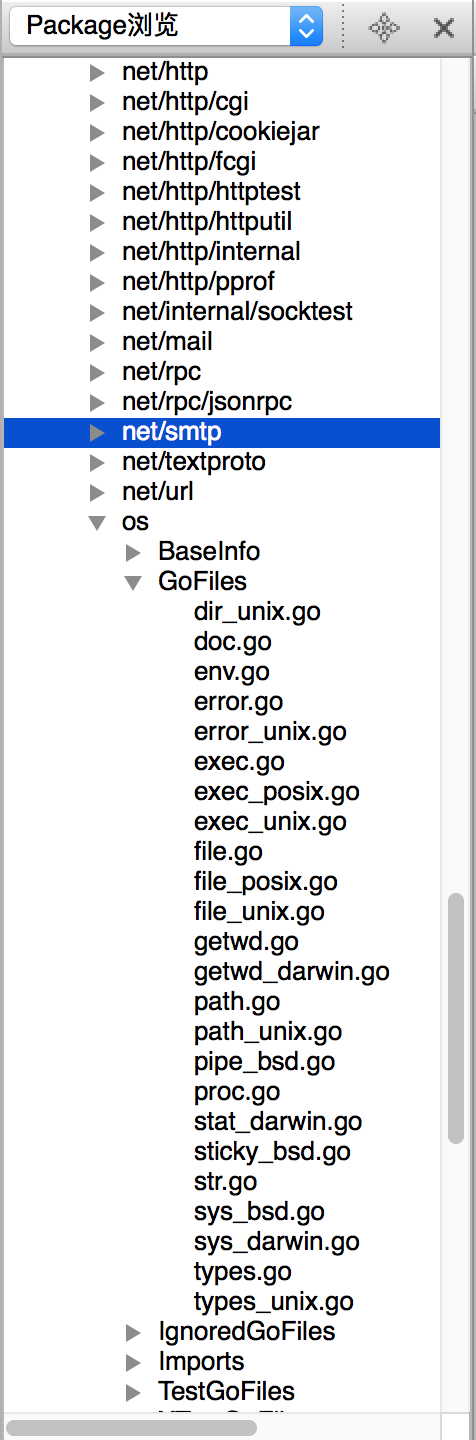 Package浏览
net/http
net/http/cgi
net/http/cookiejar
net/http/fcgi
net/http/httptest
net/http/httputil
net/http/internal
net/http/pprof
net/internal/socktest
net/mail
net/rpc
net/rpc/jsonrpc
net/smtp
net/textproto
net/url
os
BaseInfo
GoFiles
dir_unix.go
doc.go
env.go
error.go
error_unix.go
exec.go
exec_posix.go
exec_unix.go
file.go
file_posix.go
file_unix.go
getwd.go
getwd_darwin.go
path.go
path_unix.go
pipe_bsd.go
proc.go
stat_darwin.go
sticky_bsd.go
str.go
sys_bsd.go
sys_darwin.go
types.go
types_unix.go
IgnoredGoFiles
Imports
TestGoFiles